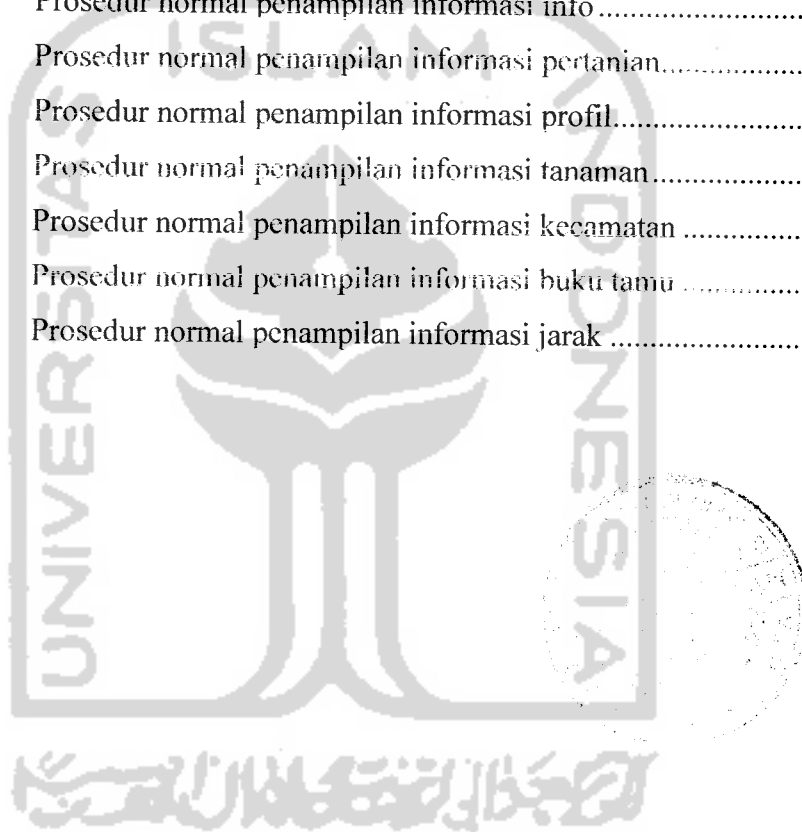 Prosedur normal penampilan informasi info........................
Prosedur normal penampilan informasi pertanian..................
Prosedur normal penampilan informasi profil.......................
Prosedur normal penampilan informasi tanaman...................
Prosedur normal penampilan informasi kecamatan ...............
Prosedur normal penampilan informasi buku tamu ...............
Prosedur normal penampilan informasi jarak ........................
UNIVERSITAS
ISLAM
INDONESIA